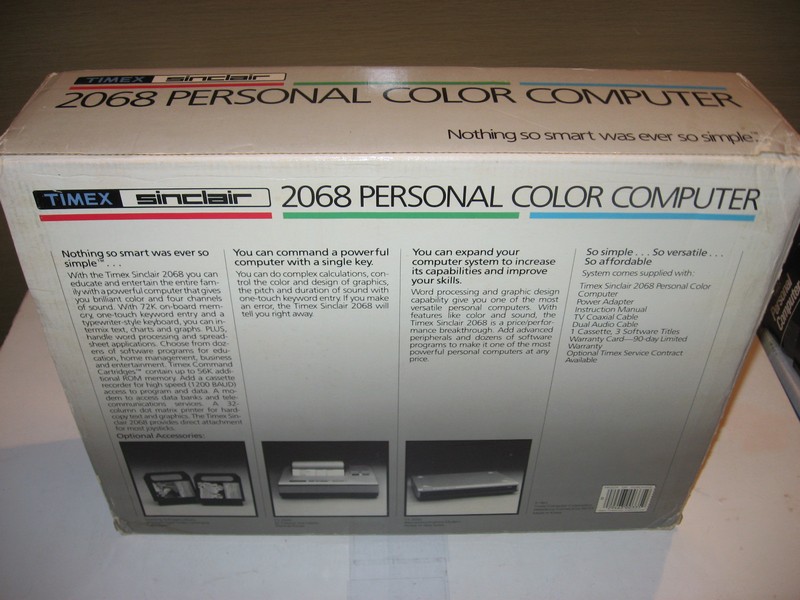 TIMEX sinclair
2068 PERSONAL COLOR COMPUTER
Nothing so smart was ever so simple™
TIMEX sinclair 2068 PERSONAL COLOR COMPUTER
Nothing so smart was ever so
simple™ . . .
With the Timex Sinclair 2068 you can
educate and entertain the entire fam-
ily with a powerful computer that gives
you brilliant color and four channels
of sound. With 72K on-board mem-
ory, one-touch keyword entry and a
typewriter-style keyboard, you can in-
termix text, charts and graphs. PLUS,
handle word processing and spread-
sheet applications. Choose from doz-
ens of software programs for edu-
cation, home management, business
and entertainment. Timex Command
Cartridges™ contain up to 56K addi-
tional ROM memory. Add a cassette
recorder for high speed (1200 BAUD)
access to program and data. A mo-
dem to access data banks and tele-
communications services. A 32-
column dot matrix printer for hard-
copy text and graphics. The Timex Sin-
clair 2068 provides direct attachment
for most joysticks.
Optional Accessories:
You can command a powerful
computer with a single key.
You can do complex calculations, con-
trol the color and design of graphics,
the pitch and duration of sound with
one-touch keyword entry. If you make
an error, the Timex Sinclair 2068 will
tell you right away.
You can expand your
computer system to increase
its capabilities and improve
your skills.
Word processing and graphic design
capability give you one of the most
versatile personal computers. With
features like color and sound, the
Timex Sinclair 2068 is a price/perfor-
mance breakthrough. Add advanced
peripherals and dozens of software
programs to make it one of the most
powerful personal computers at any
price.
So simple . . . So versatile . . .
So affordable
System comes supplied with:
Timex Sinclair 2068 Personal Color
Computer
Power Adapter
Instruction Manual
TV Coaxial Cable
Dual Audio Cable
1 Cassette, 3 Software Titles
Warranty Card—90-day Limited
Warranty
Optional Timex Service Contract
Available